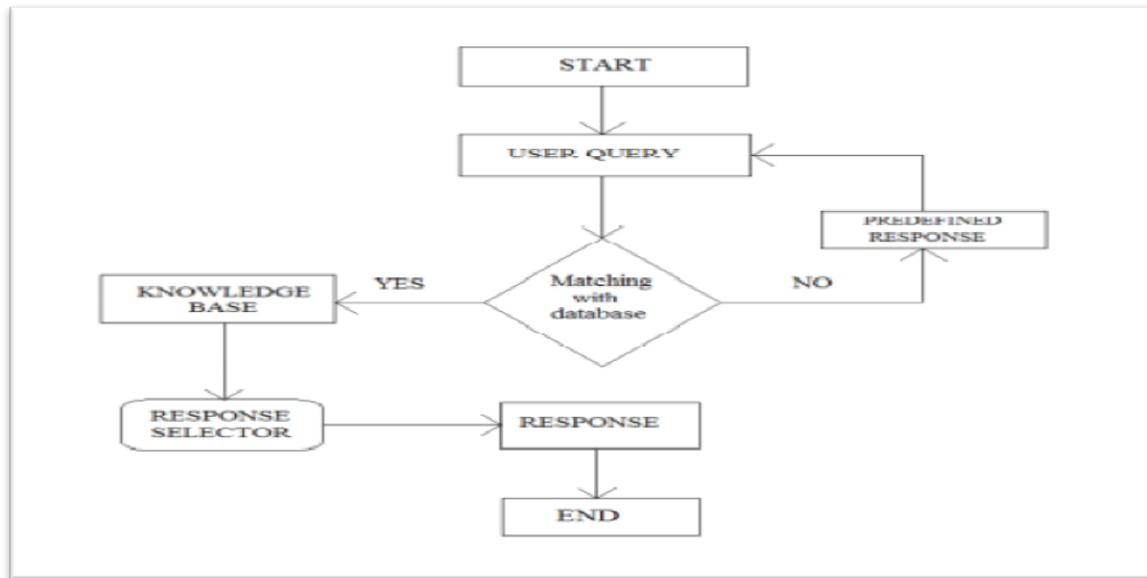 START
USER QUERY
PREDEFINED
RESPONSE
Matching
with
database
YES
NO
KNOWLEDGE
BASE
RESPONSE
SELECTOR
RESPONSE
END